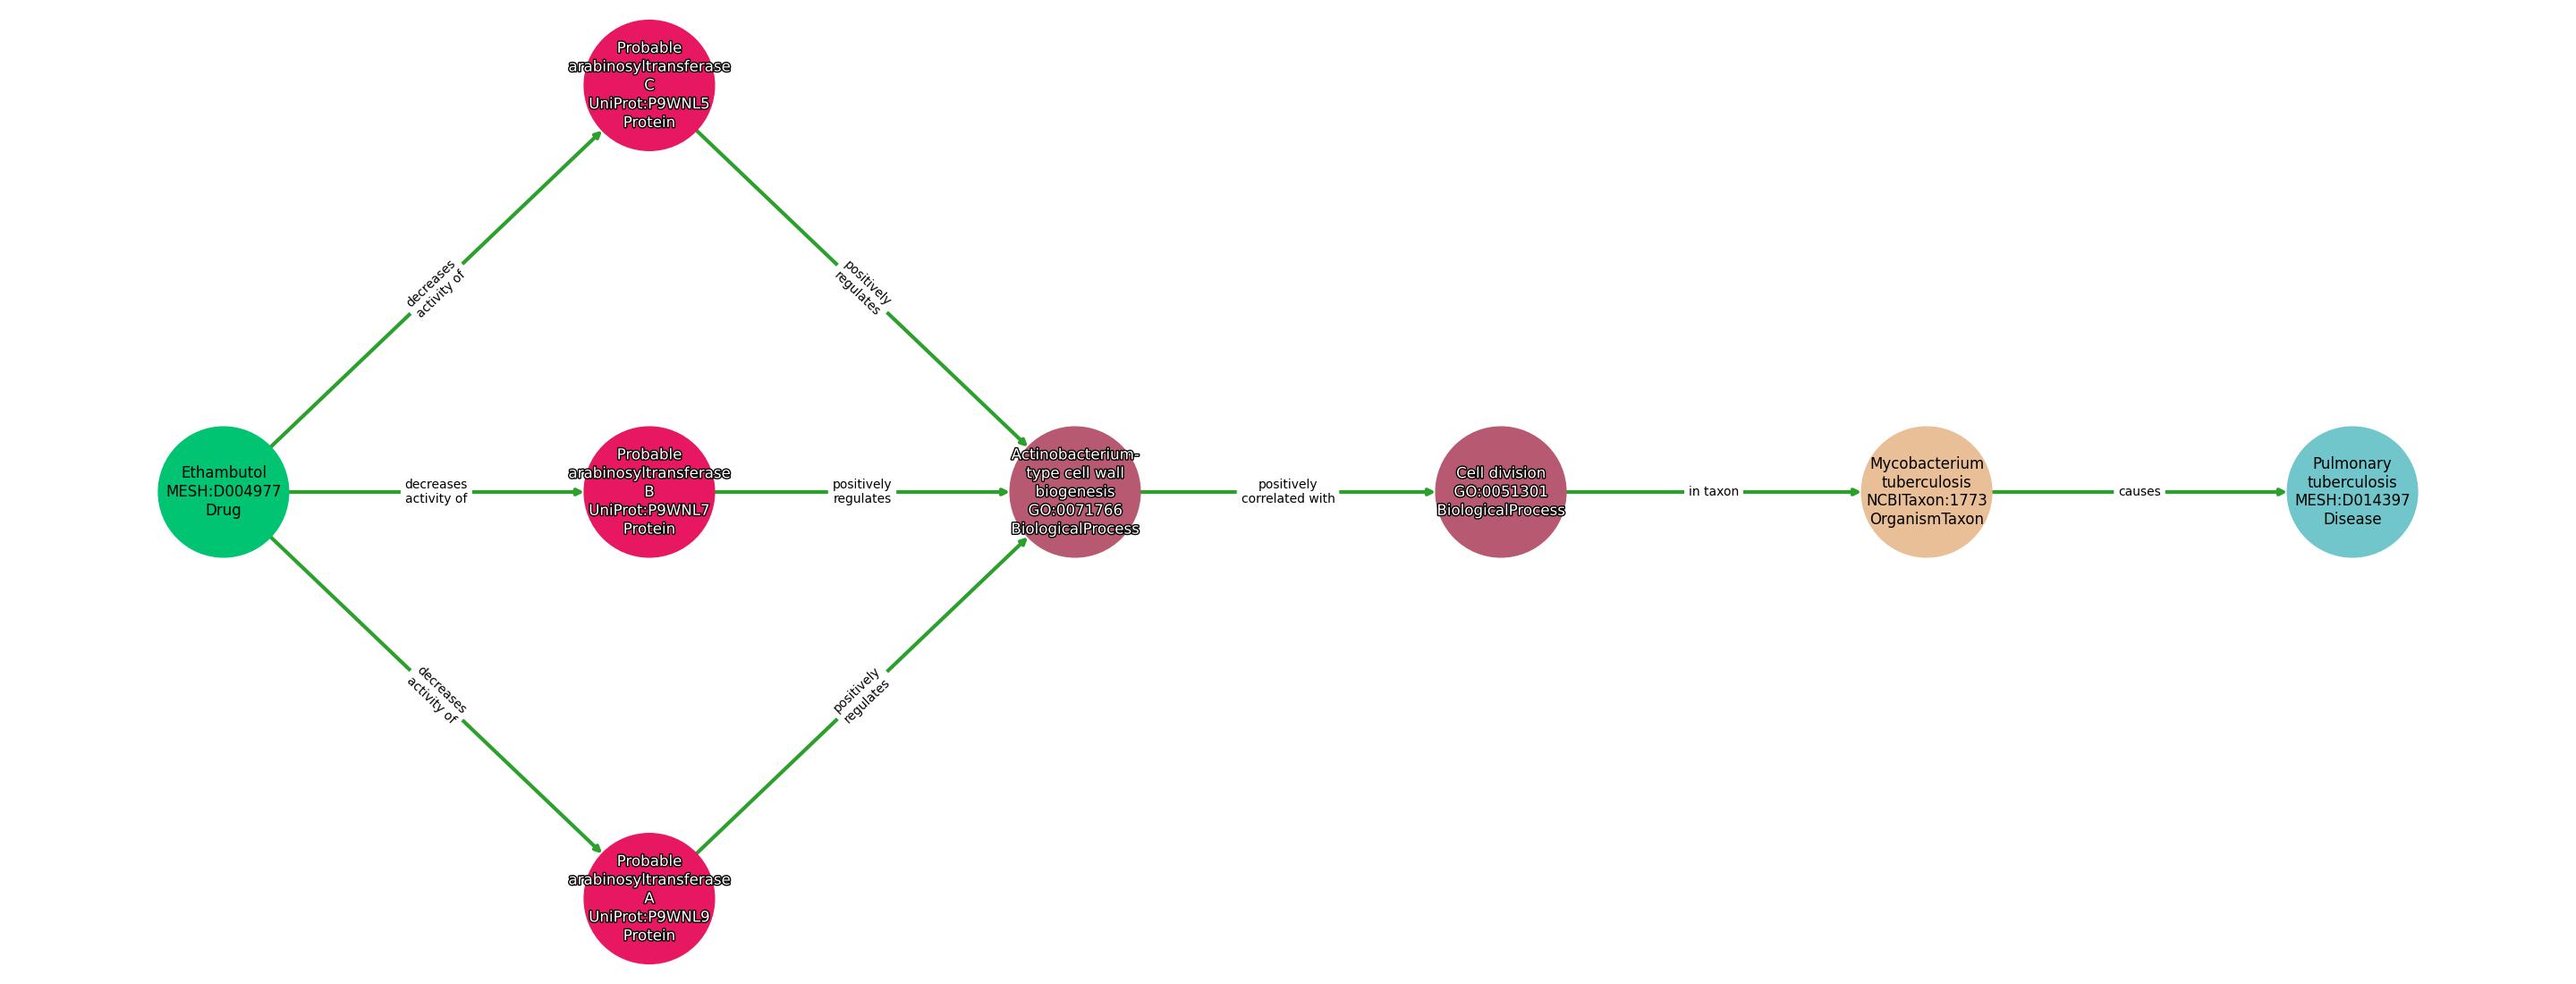 Probable
arabinosyltransferase
C
UniProt:P9WNL5
Protein
decreases
activity of
positively
regulates
Ethambutol
MESH:D004977
Drug
decreases
activity of
Probable
arabinosyltransferase
B
UniProt:P9WNL7
Protein
positively
regulates
Actinobacterium-
type cell wall
biogenesis
GO:0071766
BiologicalProcess
positively
correlated with
Cell division
GO:0051301
BiologicalProcess
in taxon
Mycobacterium
tuberculosis
NCBITaxon:1773
OrganismTaxon
causes
Pulmonary
tuberculosis
MESH:D014397
Disease
decreases
activity of
positively
regulates
Probable
arabinosyltransferase
A
UniProt:P9WNL9
Protein